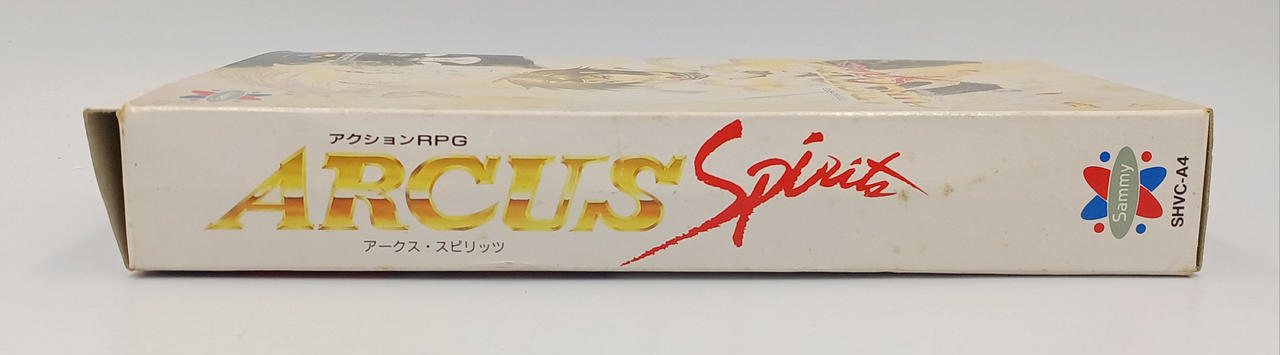 アクションRPG
ARCUS Spirits
アークス・スピリッツ
Sammy
SHVC-A4